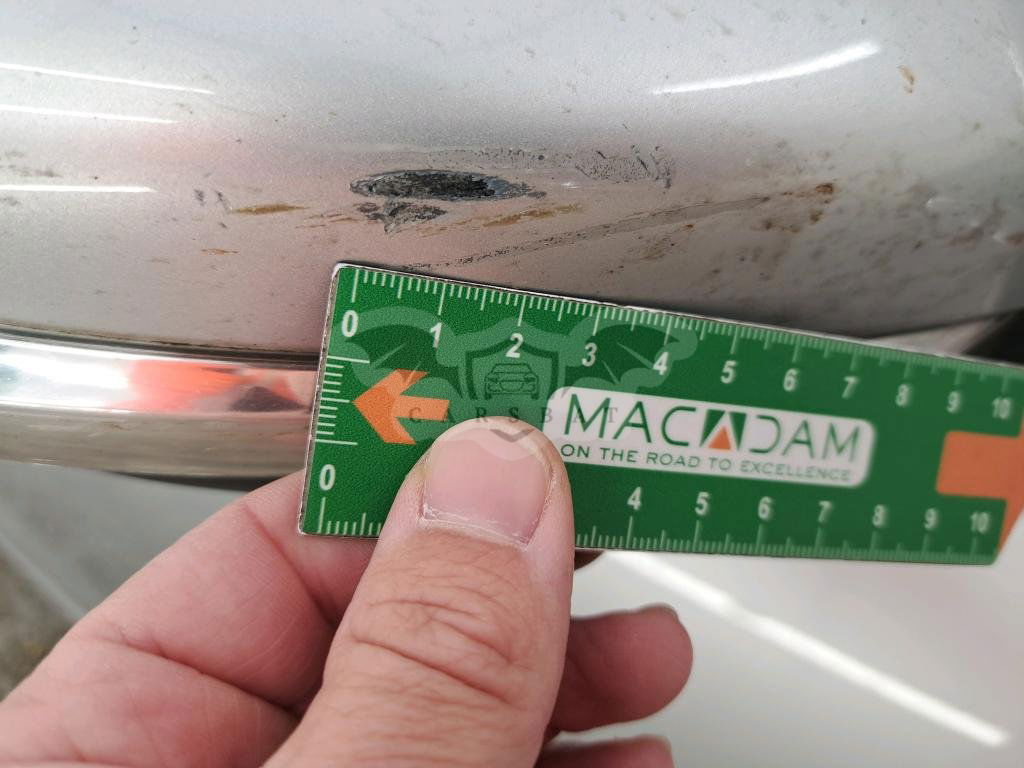 0 1 2 3 4 5 6 7 8 9 10
CARSBAT
MACADAM
ON THE ROAD TO EXCELLENCE
0 4 5 6 7 8 9 10